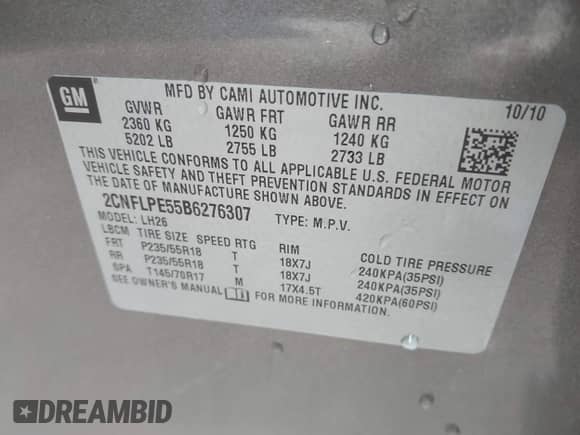 GM
MFD BY CAMI AUTOMOTIVE INC.
10/10
GVWR GAWR FRT GAWR RR
2360 KG 1250 KG 1240 KG
5202 LB 2755 LB 2733 LB
THIS VEHICLE CONFORMS TO ALL APPLICABLE U.S. FEDERAL MOTOR
VEHICLE SAFETY AND THEFT PREVENTION STANDARDS IN EFFECT ON
THE DATE OF MANUFACTURE SHOWN ABOVE.
2CNFLPE55B6276307 TYPE: M.P.V.
MODEL: LH26
LBCM TIRE SIZE SPEED RTG RIM COLD TIRE PRESSURE
FRT P235/55R18 T 18X7J 240KPA(35PSI)
RR P235/55R18 T 18X7J 240KPA(35PSI)
SPA T145/70R17 M 17X4.5T 420KPA(60PSI)
SEE OWNER'S MANUAL FOR MORE INFORMATION.
DREAMBID